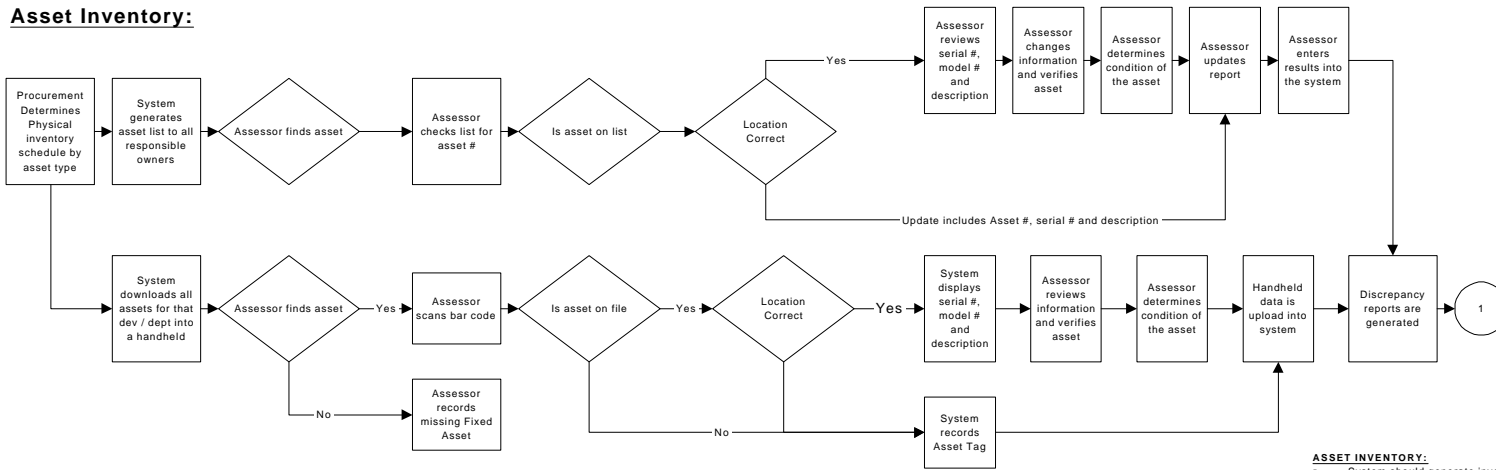 Asset Inventory:
Procurement
Determines
Physical
inventory
schedule by
asset type
System
generates
asset list to all
responsible
owners
Assessor finds asset
Assessor
checks list for
asset #
Is asset on list
Location
Correct
Yes
Assessor
reviews
serial #,
model #
and
description
Assessor
changes
information
and verifies
asset
Assessor
determines
condition of
the asset
Assessor
updates
report
Assessor
enters
results into
the system
Update includes Asset #, serial # and description
System
downloads all
assets for that
dev / dept into
a handheld
Assessor finds asset
Yes
Assessor
scans bar code
Is asset on file
Yes
Location
Correct
Yes
System
displays
serial #,
model #
and
description
Assessor
reviews
information
and verifies
asset
Assessor
determines
condition of
the asset
Handheld
data is
upload into
system
Discrepancy
reports are
generated
1
No
Assessor
records
missing Fixed
Asset
No
System
records
Asset Tag
ASSET INVENTORY: